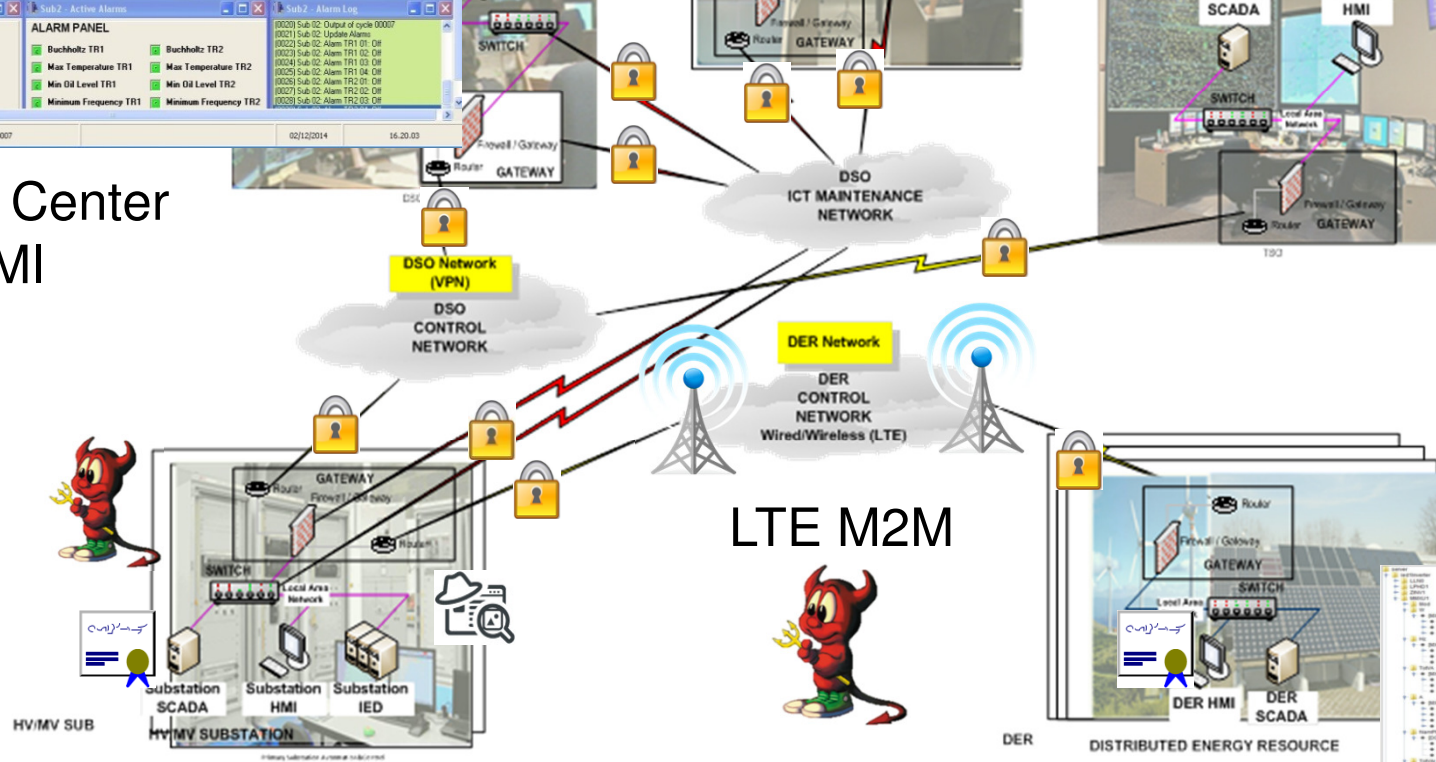 Sub2 - Active Alarms
Sub2 - Alarm Log
ALARM PANEL
Buchholtz TR1
Buchholtz TR2
Max Temperature TR1
Max Temperature TR2
Min Oil Level TR1
Min Oil Level TR2
Minimum Frequency TR1
Minimum Frequency TR2
[0020] Sub 02: Output of cycle 00007
[0021] Sub 02: Update Alarms
[0022] Sub 02: Alarm TR1 01: Off
[0023] Sub 02: Alarm TR1 02: Off
[0024] Sub 02: Alarm TR1 03: Off
[0025] Sub 02: Alarm TR1 04: Off
[0026] Sub 02: Alarm TR2 01: Off
[0027] Sub 02: Alarm TR2 02: Off
[0028] Sub 02: Alarm TR2 03: Off
007
02/12/2014
16.20.03
SWITCH
Firewall / Gateway
Router
GATEWAY
Firewall / Gateway
Router
GATEWAY
SCADA
HMI
SWITCH
Local Area
Network
Firewall / Gateway
Router
GATEWAY
TSO
Center
MI
DSO
ICT MAINTENANCE
NETWORK
DSO Network
(VPN)
DSO
CONTROL
NETWORK
DER Network
DER
CONTROL
NETWORK
Wired/Wireless (LTE)
LTE M2M
GATEWAY
Router
Firewall / Gateway
Router
SWITCH
Local Area
Network
Substation
SCADA
Substation
HMI
Substation
IED
HV/MV SUB
HV/MV SUBSTATION
Router
Firewall / Gateway
GATEWAY
SWITCH
Local Area
DER HMI
DER
SCADA
DER
DISTRIBUTED ENERGY RESOURCE